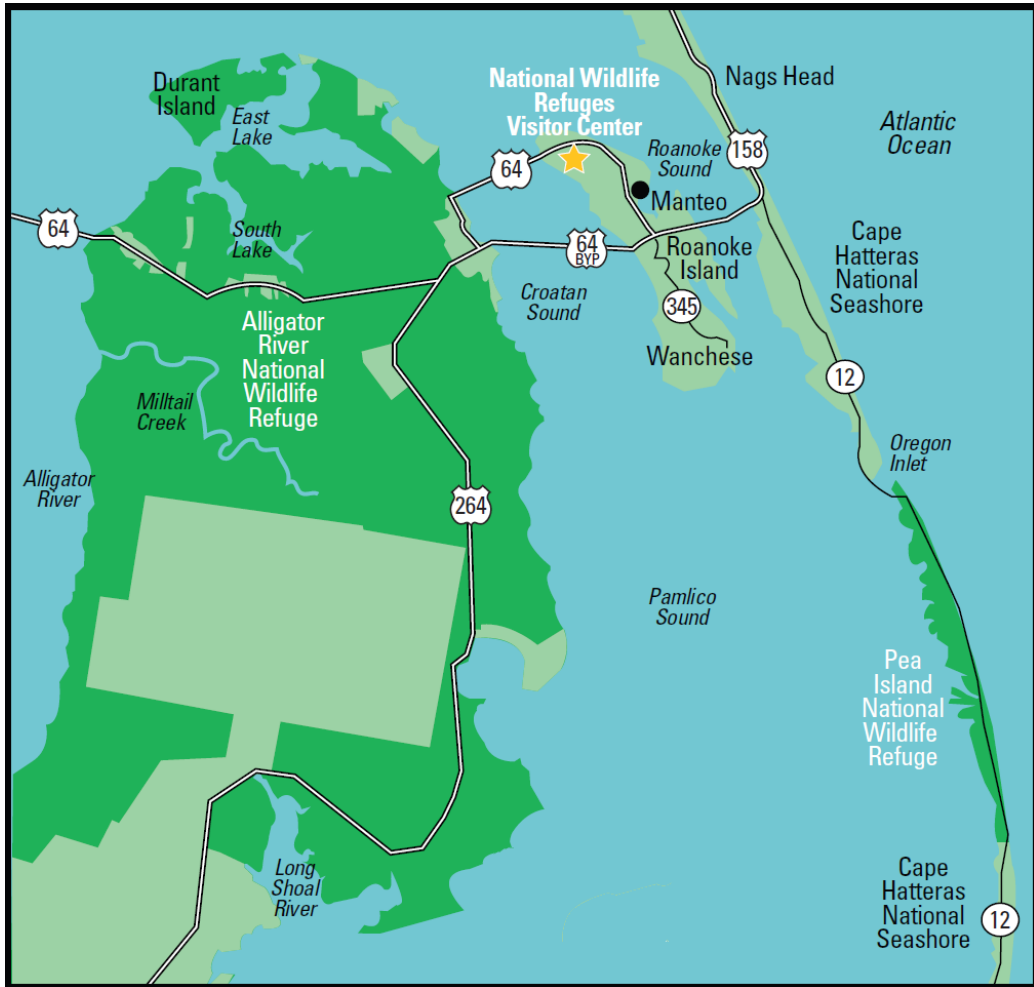 Durant
Island
East
Lake
National Wildlife
Refuges
Visitor Center
Nags Head
Atlantic
Ocean
158
Roanoke
Sound
64
Manteo
64
South
Lake
64
BYP
Roanoke
Island
Cape
Hatteras
National
Seashore
Croatan
Sound
345
Alligator
River
National
Wildlife
Refuge
Wanchese
12
Milltail
Creek
Oregon
Inlet
Alligator
River
264
Pamlico
Sound
Pea
Island
National
Wildlife
Refuge
Long
Shoal
River
Cape
Hatteras
National
Seashore
12